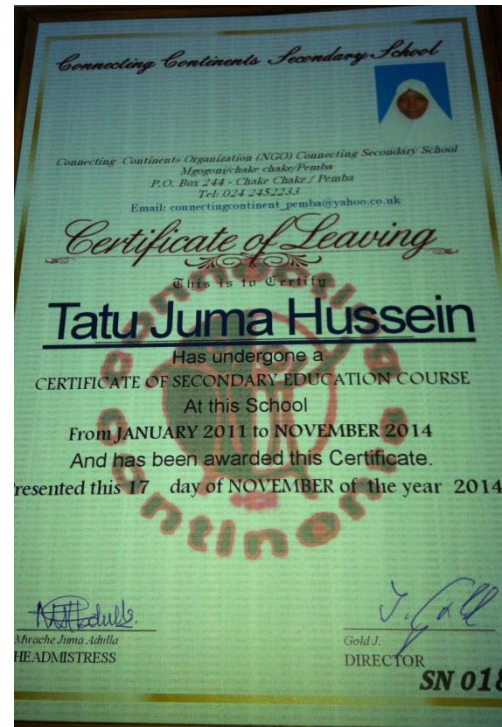 Connecting Continents Secondary School
Connecting Continents Organization (NGO) Connecting Secondary School
Mgogoni/chake chake/Pemba
P.O. Box 244 - Chake Chake / Pemba
Tel: 024 2452233
Email: connectingcontinent_pemba@yahoo.co.uk
Certificate of Leaving
This is to Certify
Tatu Juma Hussein
Has undergone a
CERTIFICATE OF SECONDARY EDUCATION COURSE
At this School
From JANUARY 2011 to NOVEMBER 2014
And has been awarded this Certificate.
resented this 17 day of NOVEMBER of the year 2014
connecting continents
Mwache Juma Adulla
HEADMISTRESS
Gold J.
DIRECTOR
SN 018